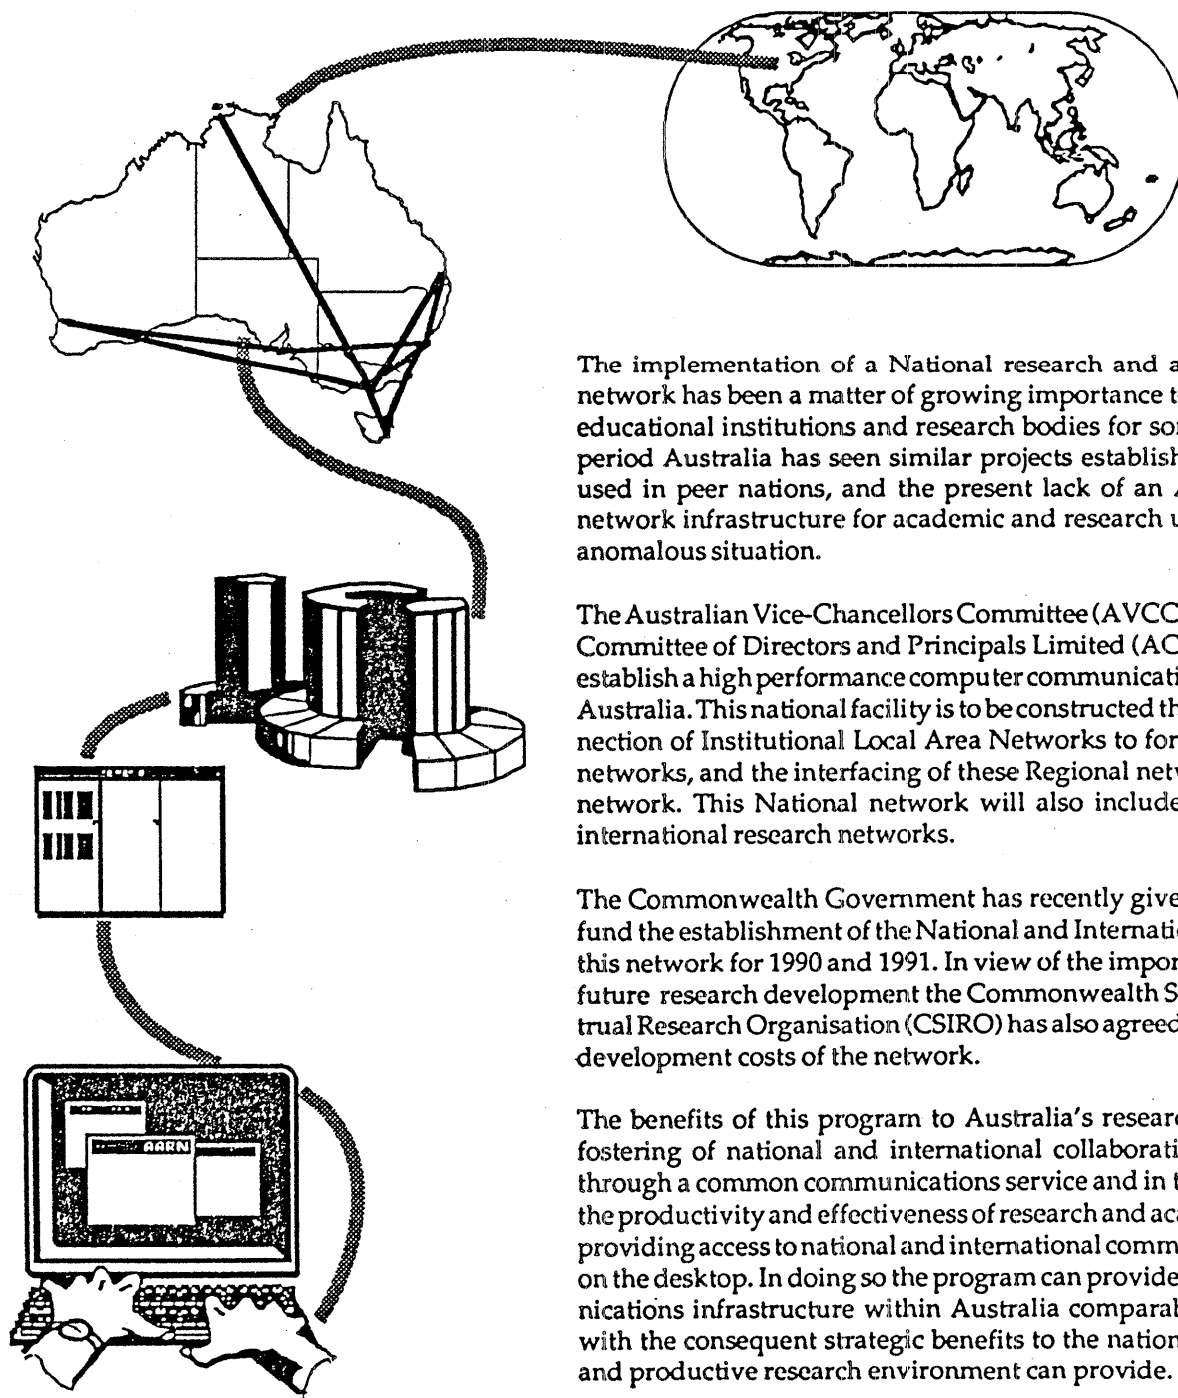 AARN
The implementation of a National research and a
network has been a matter of growing importance t
educational institutions and research bodies for so
period Australia has seen similar projects establish
used in peer nations, and the present lack of an
network infrastructure for academic and research u
anomalous situation.
The Australian Vice-Chancellors Committee (AVCC
Committee of Directors and Principals Limited (AC
establish a high performance computer communicati
Australia. This national facility is to be constructed th
nection of Institutional Local Area Networks to for
networks, and the interfacing of these Regional net
network. This National network will also include
international research networks.
The Commonwealth Government has recently give
fund the establishment of the National and Internati
this network for 1990 and 1991. In view of the impor
future research development the Commonwealth S
trual Research Organisation (CSIRO) has also agreed
development costs of the network.
The benefits of this program to Australia's resear
fostering of national and international collaborati
through a common communications service and in t
the productivity and effectiveness of research and aca
providing access to national and international comm
on the desktop. In doing so the program can provide
nications infrastructure within Australia comparab
with the consequent strategic benefits to the nation
and productive research environment can provide.